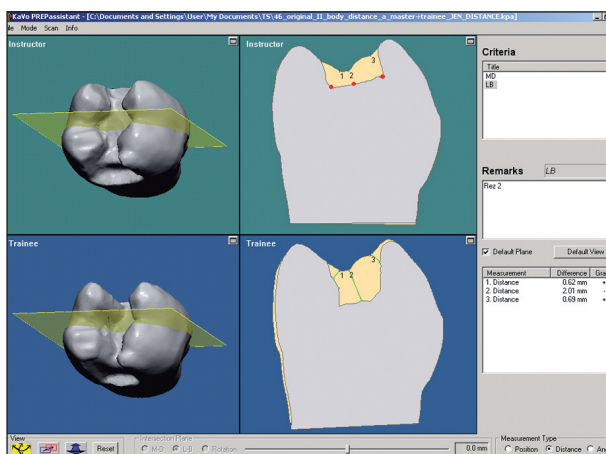 KaVo PREPassistant - [C:\Documents and Settings\User\My Documents\TS\46_original_II_body_distance_a_master+trainee_JEN_DISTANCE.kpa]
ile Mode Scan Info
Instructor
Instructor
1 2 3
Criteria
Title
MD
LB
Remarks LB
Rez 2
Trainee
Trainee
1 2 3
Default Plane Default View
Measurement Difference Gra
1. Distance 0.62 mm +
2. Distance 2.01 mm -
3. Distance 0.69 mm +
View
Reset
Intersection Plane
M-D L-B Rotation 0.0 mm
Measurement Type
Position Distance An